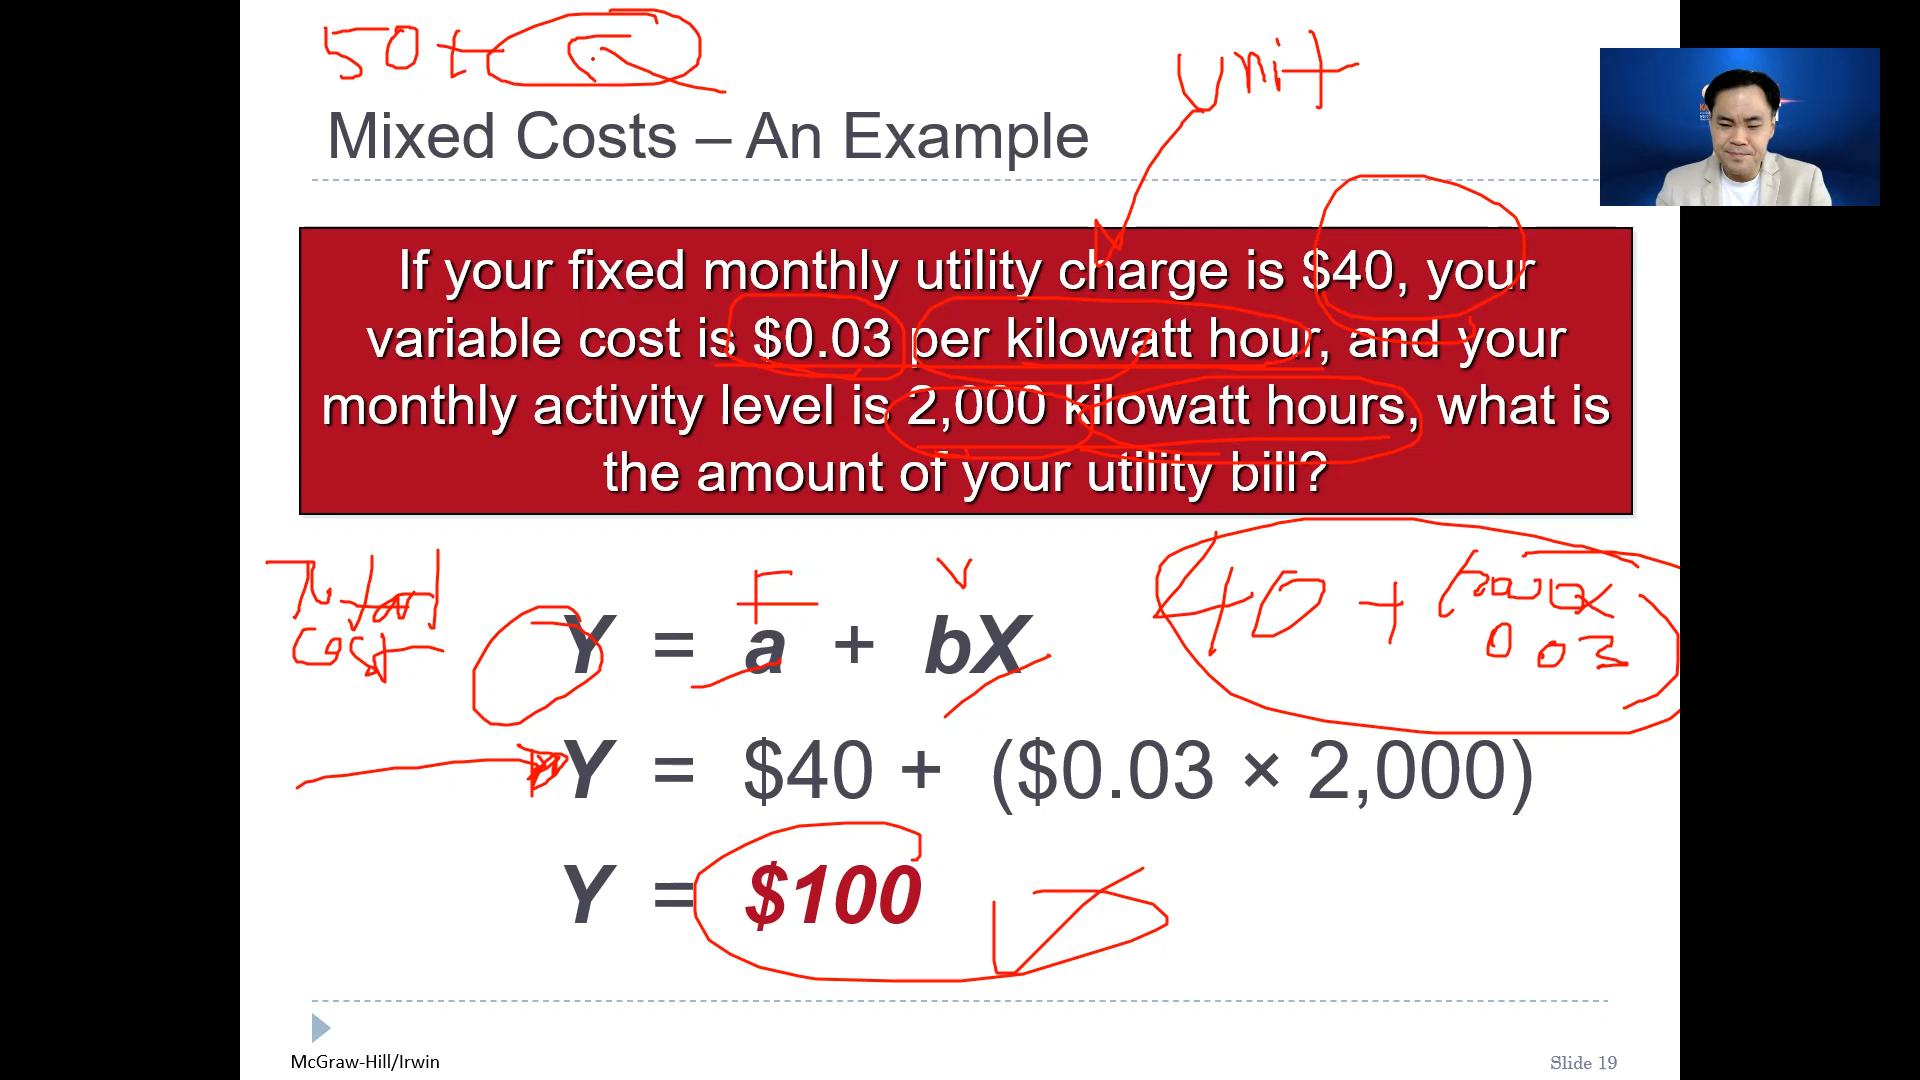 50 +
unit
Mixed Costs – An Example
If your fixed monthly utility charge is $40, your
variable cost is $0.03 per kilowatt hour, and your
monthly activity level is 2,000 kilowatt hours, what is
the amount of your utility bill?
Total
cost
F
V
Y = a + bX
40 +
0.03
Y = $40 + ($0.03 × 2,000)
Y = $100
McGraw-Hill/Irwin
Slide 19